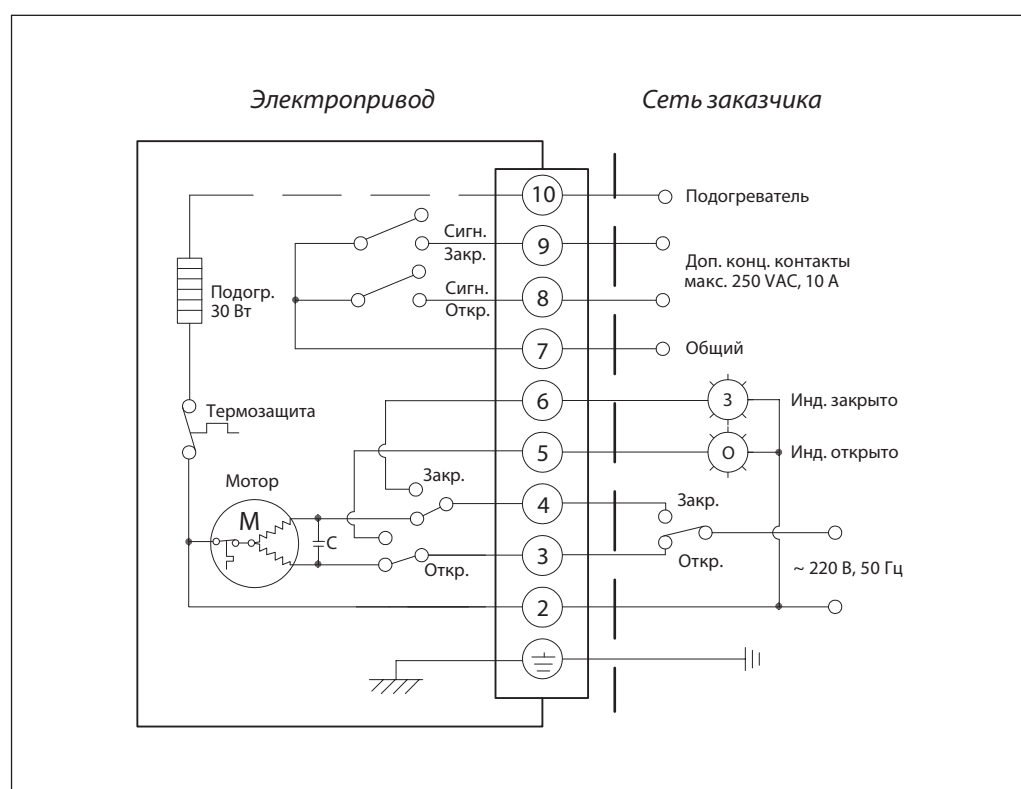 Электропривод
Сеть заказчика
10
Подогреватель
Сигн.
Закр.
9
Доп. конц. контакты
макс. 250 VAC, 10 А
Подогр.
30 Вт
Сигн.
Откр.
8
7
Общий
6
З
Инд. закрыто
Термозащита
5
О
Инд. открыто
Мотор
Закр.
4
Закр.
М
С
Откр.
3
Откр.
~ 220 В, 50 Гц
2